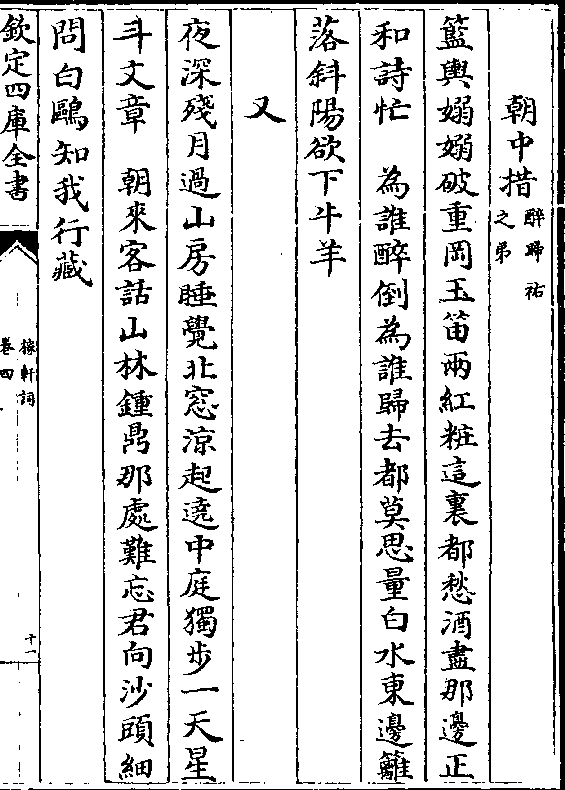 朝中措醉歸祐之弟
籃輿嫋嫋破重岡玉笛兩紅粧這裏都愁酒盡那邊正
和詩忙　為誰醉倒為誰歸去都莫思量白水東邊籬
落斜陽欲下牛羊
又
夜深殘月過山房睡覺北窓涼起遶中庭獨步一天星
斗文章　朝來客話山林鍾鼎那處難忘君向沙頭細
問白鷗知我行藏
欽定四庫全書
稼軒詞
卷四
十一